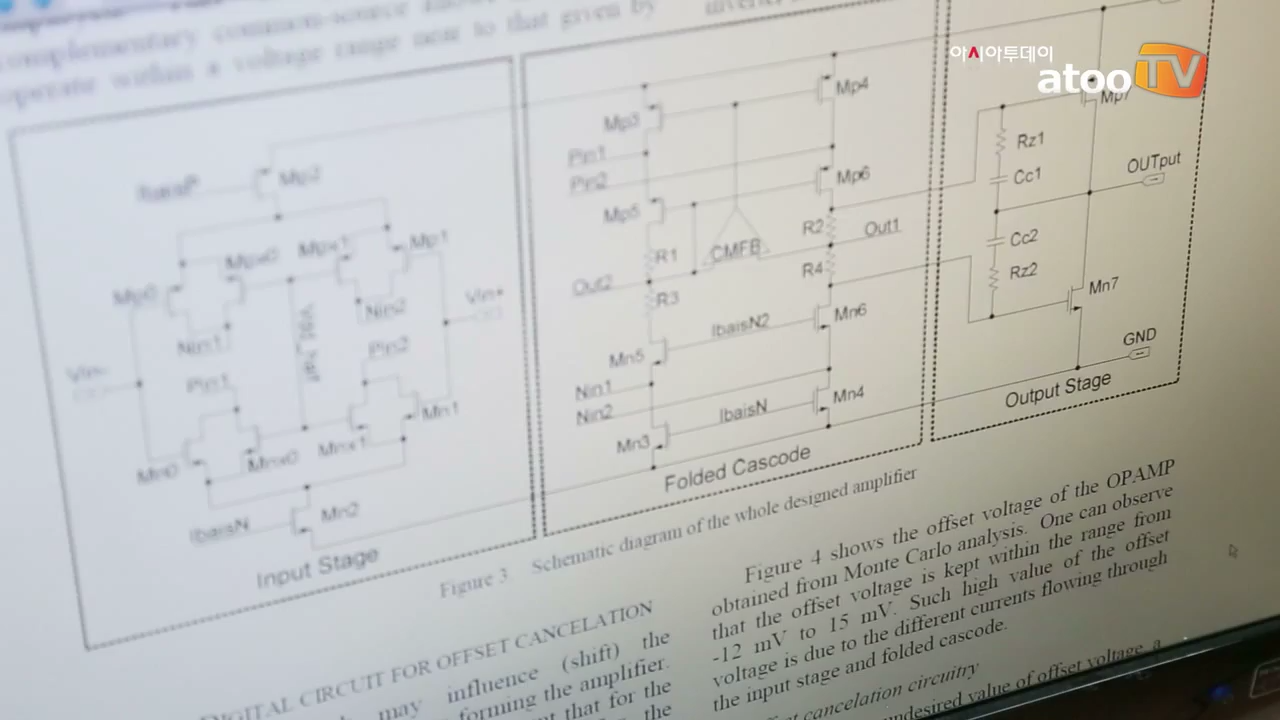 complementary common-source
operate within a voltage range near to that given by
아시아투데이
atooTV
Mp4
Mp3
Mp7
Pin1
Rz1
Mp2
Pin2
Mp6
Cc1
OUTput
Mp5
R2
Out1
Mpx1
Mp1
R1
CMFB
Cc2
R4
Rz2
Mp0
Out2
R3
Nin2
Vin+
Mn7
Nin1
IbaisN2
Mn6
Pin2
GND
Vin-
Mn5
Pin1
Nin1
Nin2
IbaisN
Mn4
Mn1
Mn3
Mn0
Mnx0
Mnx1
Output Stage
Folded Cascode
IbaisN
Mn2
Input Stage
Figure 3 Schematic diagram of the whole designed amplifier
DIGITAL CIRCUIT FOR OFFSET CANCELATION
may influence (shift) the
forming the amplifier.
that for the
the
Figure 4 shows the offset voltage of the OPAMP
obtained from Monte Carlo analysis. One can observe
that the offset voltage is kept within the range from
-12 mV to 15 mV. Such high value of the offset
voltage is due to the different currents flowing through
the input stage and folded cascode.
cancelation circuitry
value of offset voltage, a